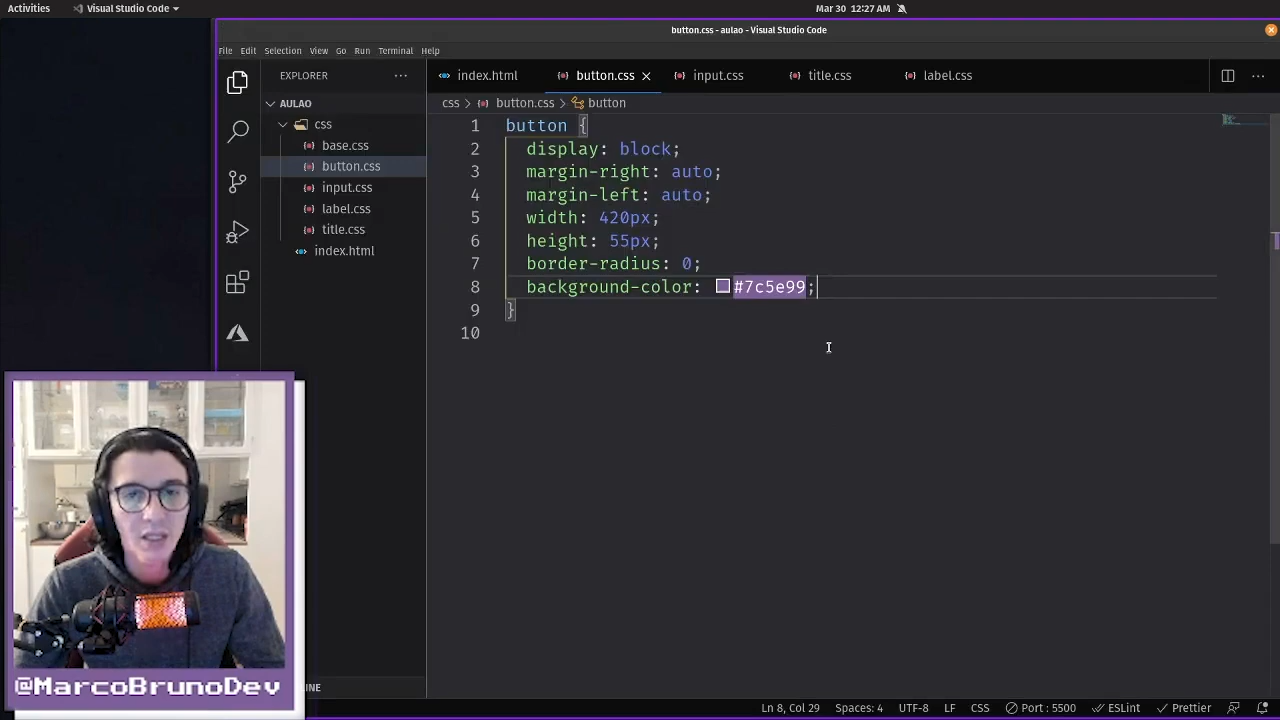 Activities
Visual Studio Code
Mar 30 12:27 AM
button.css - aulao - Visual Studio Code
File Edit Selection View Go Run Terminal Help
EXPLORER
index.html
button.css
input.css
title.css
label.css
AULAO
css > button.css > button
css
base.css
button.css
input.css
label.css
title.css
index.html
1 button {
2 display: block;
3 margin-right: auto;
4 margin-left: auto;
5 width: 420px;
6 height: 55px;
7 border-radius: 0;
8 background-color: #7c5e99;
9 }
10
@MarcoBrunoDev
INE
Ln 8, Col 29 Spaces: 4 UTF-8 LF CSS Port : 5500 ESLint Prettier